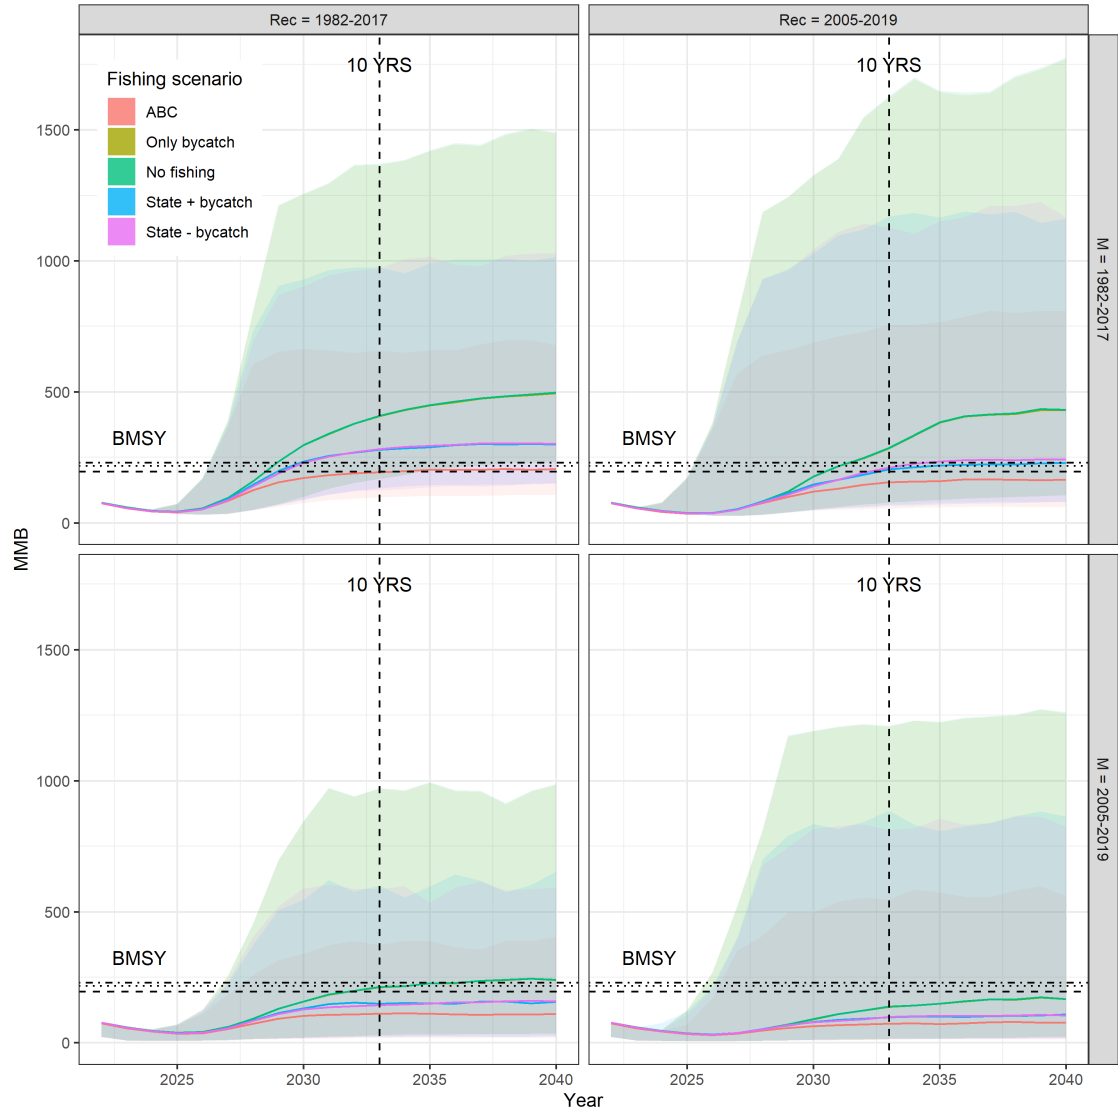 Rec = 1982-2017
Rec = 2005-2019
10 YRS
10 YRS
Fishing scenario
ABC
Only bycatch
No fishing
State + bycatch
State - bycatch
1500
1000
500
0
BMSY
BMSY
M = 1982-2017
MMB
10 YRS
10 YRS
1500
1000
500
0
BMSY
BMSY
M = 2005-2019
2025
2030
2035
2040
2025
2030
2035
2040
Year